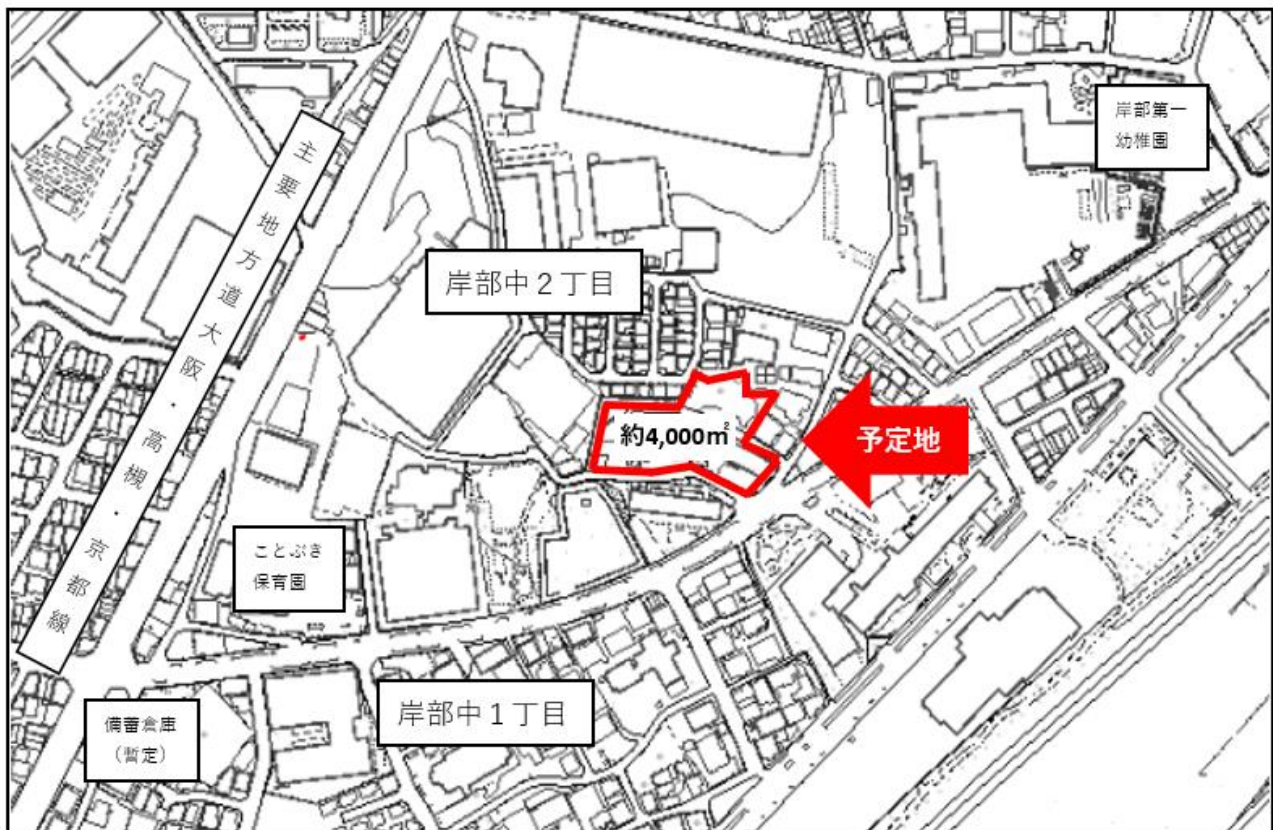 岸部第一
幼稚園
主要地方道大阪・高槻・京都線
岸部中２丁目
約4,000㎡
予定地
ことぶき
保育園
岸部中１丁目
備蓄倉庫
（暫定）